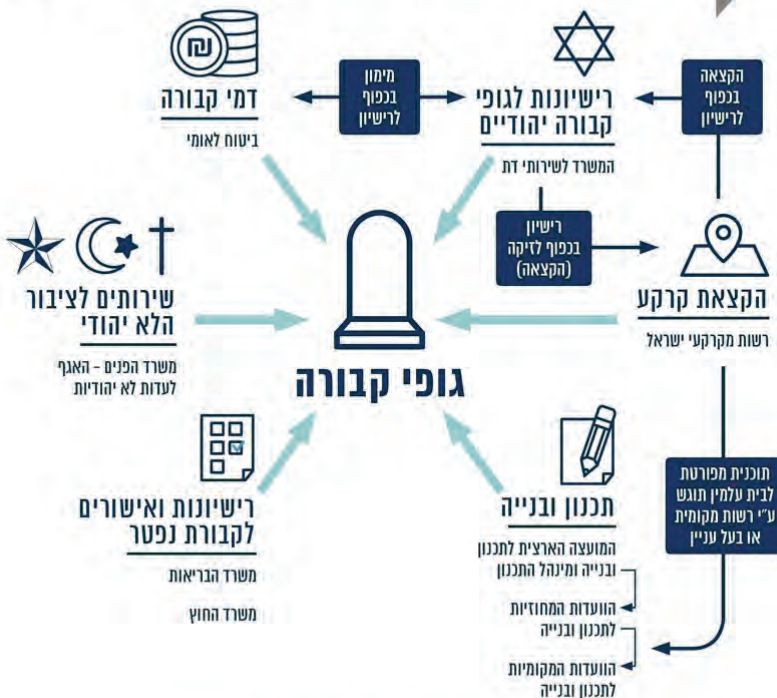 דמי קבורה
ביטוח לאומי
מימון
בכפוף
לרישיון
רישיונות לגופי
קבורה יהודיים
המשרד לשירותי דת
הקצאה
בכפוף
לרישיון
רישיון
בכפוף לזיקה
(הקצאה)
הקצאת קרקע
רשות מקרקעי ישראל
שירותים לציבור
הלא יהודי
משרד הפנים – האגף
לעדות לא יהודיות
גופי קבורה
רישיונות ואישורים
לקבורת נפטר
משרד הבריאות
משרד החוץ
תכנון ובנייה
המועצה הארצית לתכנון
ובנייה ומינהל התכנון
הוועדות המחוזיות
לתכנון ובנייה
הוועדות המקומיות
לתכנון ובנייה
תוכנית מפורטת
לבית עלמין תוגש
ע״י רשות מקומית
או בעל עניין